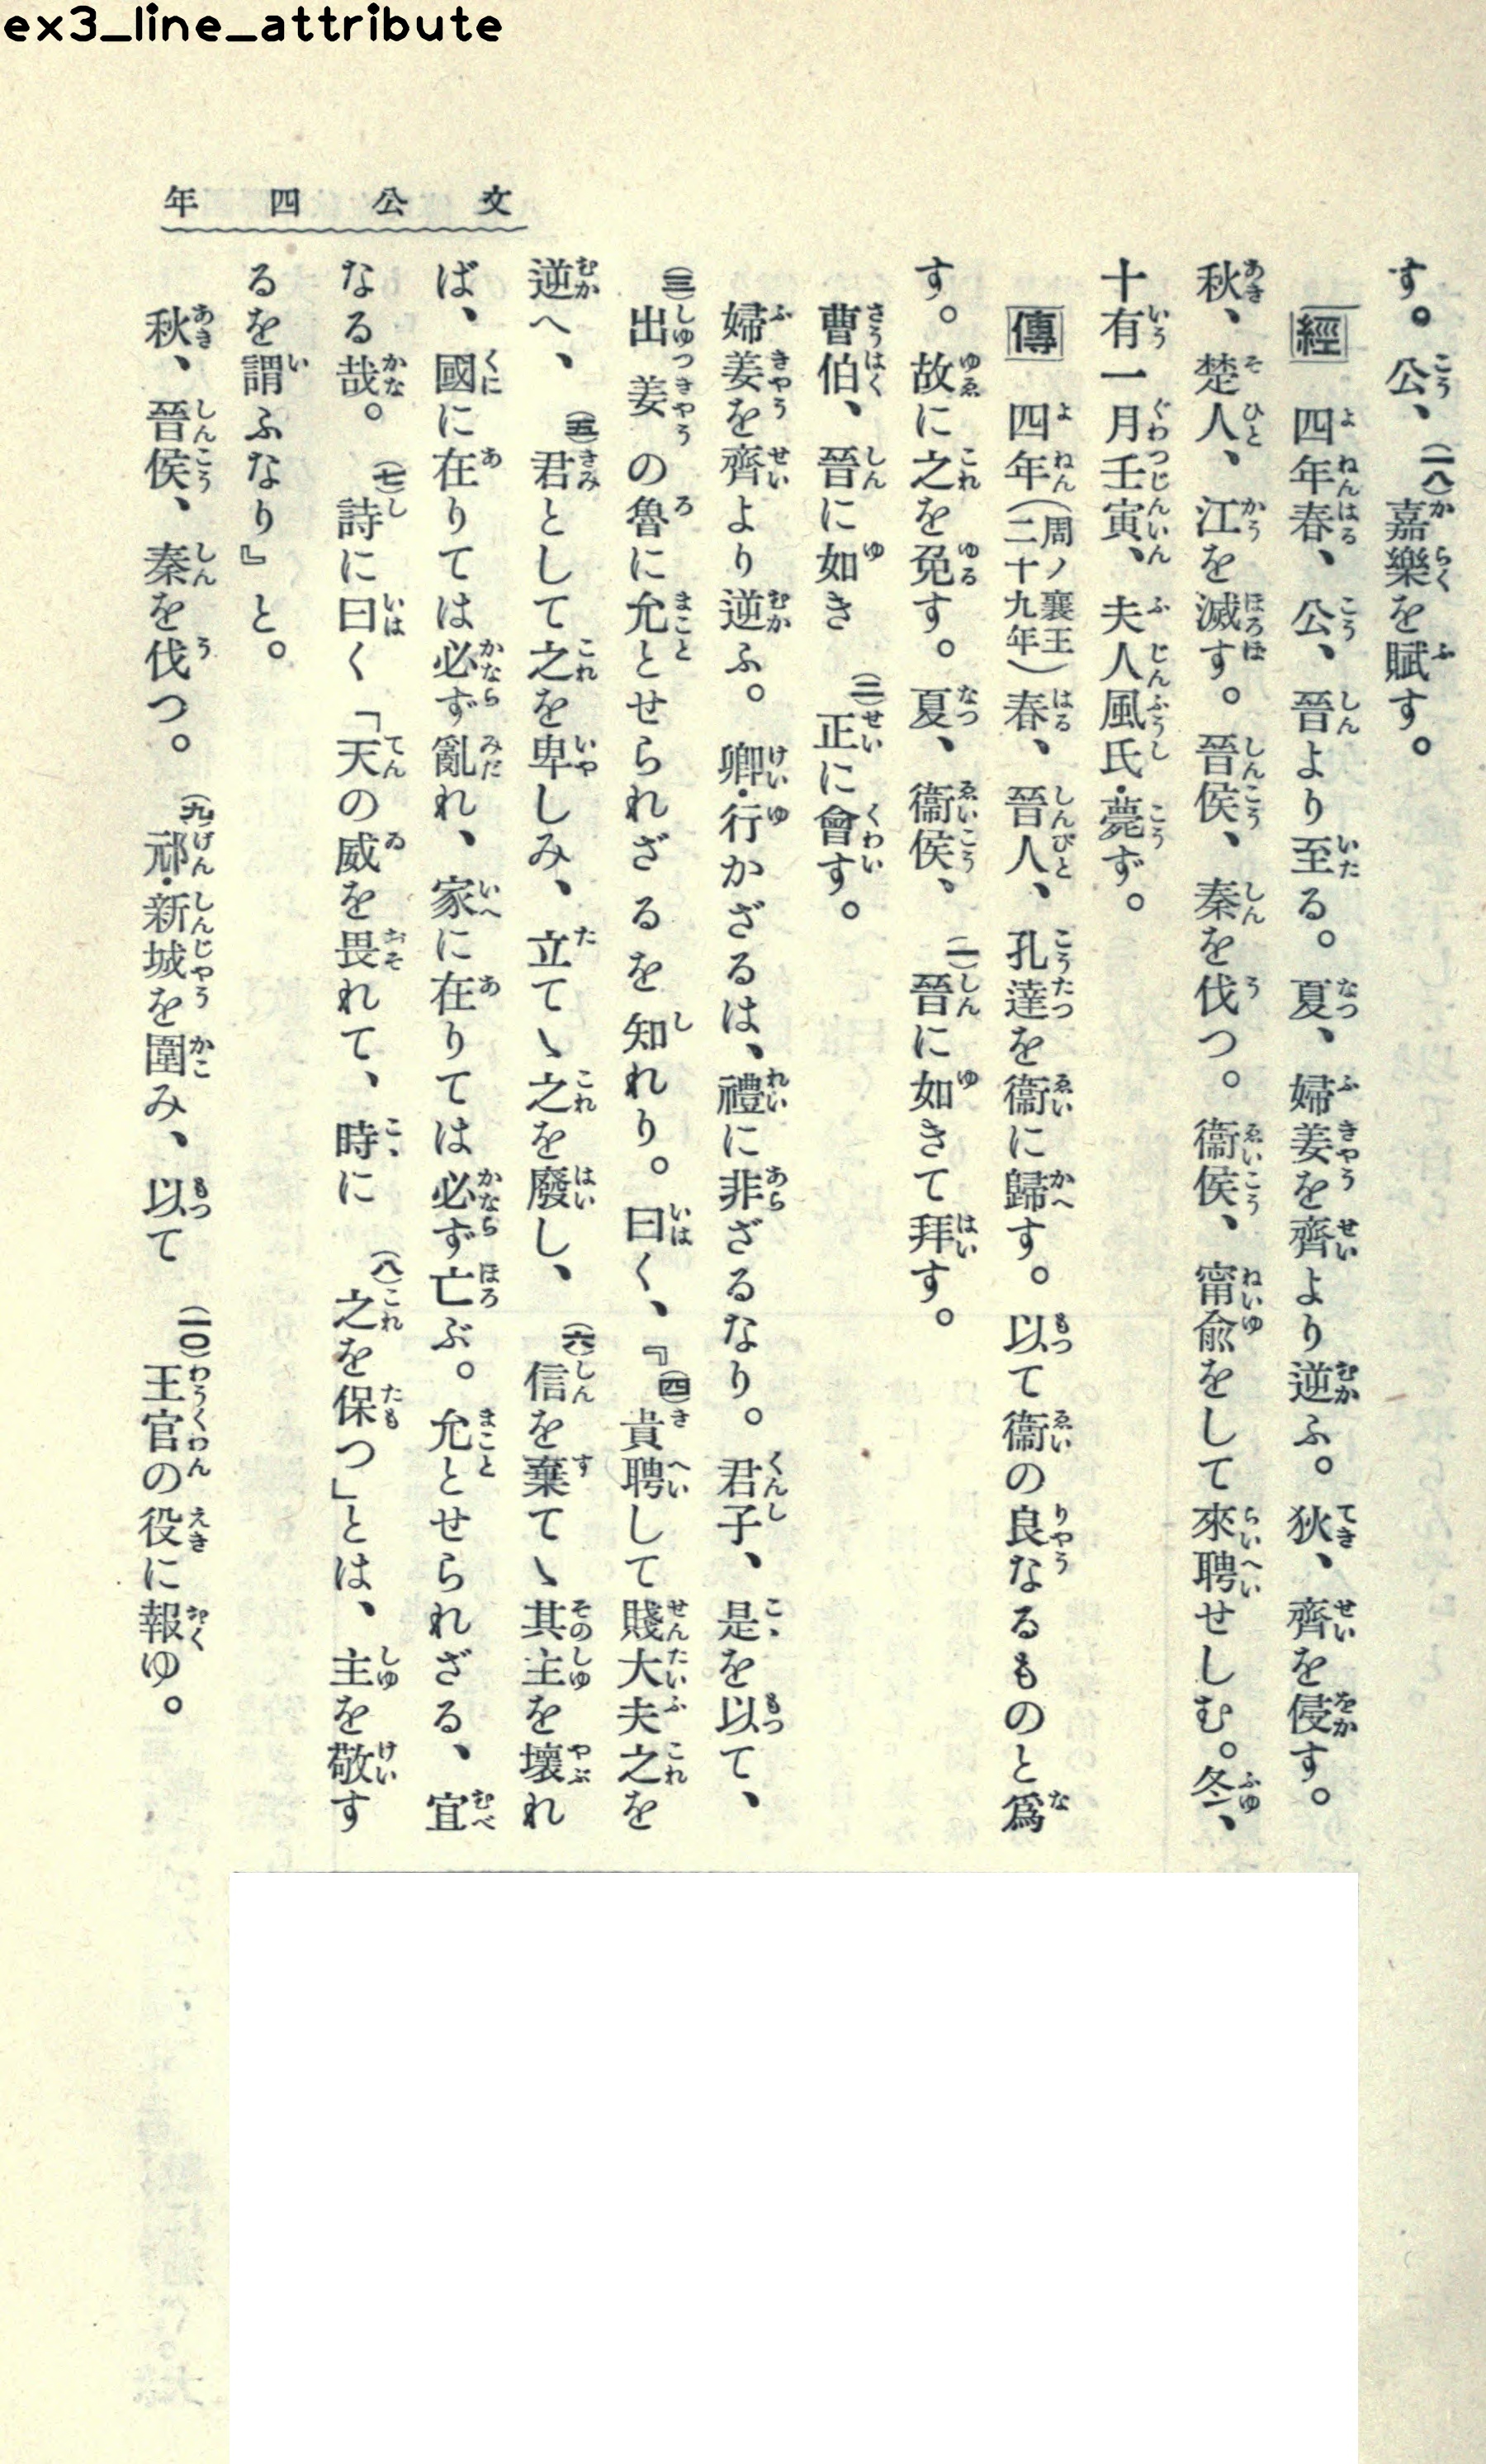 ex3_line_attribute
文公四年
す。公、(一八)嘉樂を賦す。
經 四年春、公、晉より至る。夏、婦姜を齊より逆ふ。狄、齊を侵す。
秋、楚人、江を滅す。晉侯、秦を伐つ。衞侯、甯兪をして來聘せしむ。冬、
十有一月壬寅、夫人風氏・薨ず。
傳 四年(周ノ襄王二十九年)春、晉人、孔達を衞に歸す。以て衞の良なるものと爲
す。故に之を免す。夏、衞侯、(一)晉に如きて拜す。
曹伯、晉に如き(二)正に會す。
婦姜を齊より逆ふ。卿・行かざるは、禮に非ざるなり。君子、是を以て、
(三)出姜の魯に允とせられざるを知れり。曰く、『(四)貴聘して賤大夫之を
逆へ、(五)君として之を卑しみ、立てゝ之を廢し、(六)信を棄てゝ其主を壞れ
ば、國に在りては必ず亂れ、家に在りては必ず亡ぶ。允とせられざる、宜
なる哉。(七)詩に曰く「天の威を畏れて、時に(八)之を保つ」とは、主を敬す
るを謂ふなり』と。
秋、晉侯、秦を伐つ。(九)邧・新城を圍み、以て(一〇)王官の役に報ゆ。